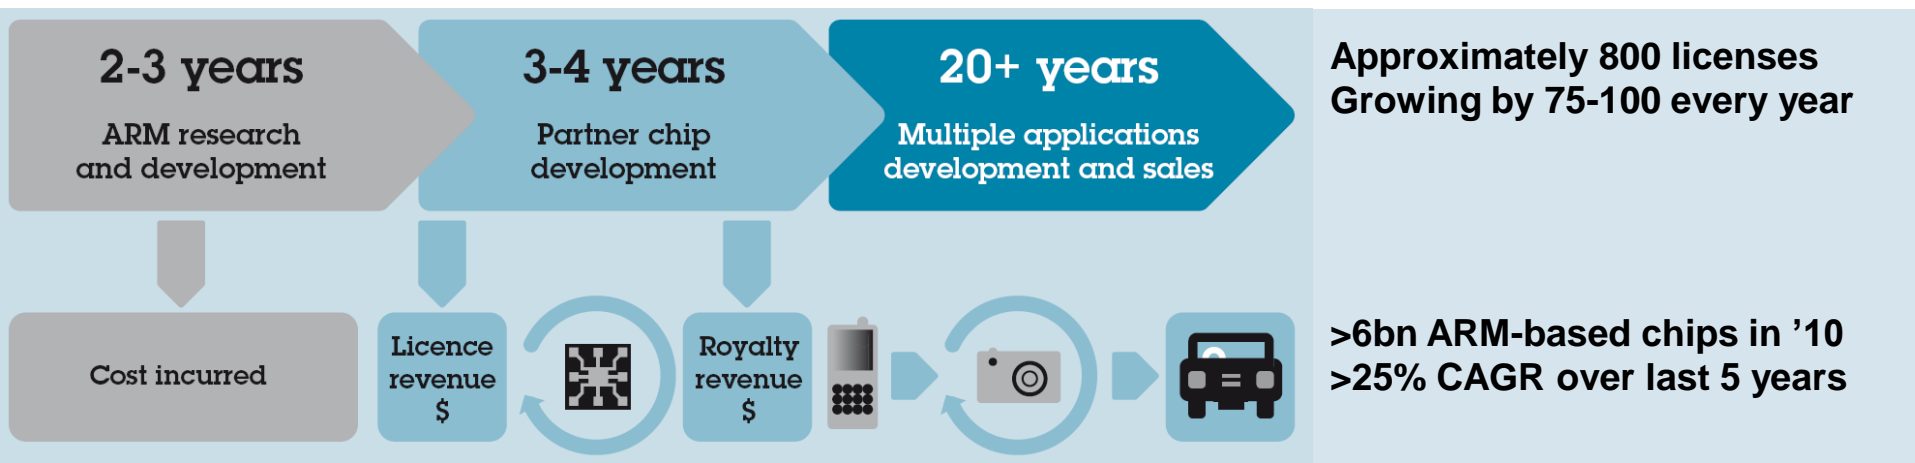 2-3 years
ARM research
and development
3-4 years
Partner chip
development
20+ years
Multiple applications
development and sales
Approximately 800 licenses
Growing by 75-100 every year
Cost incurred
Licence
revenue
$
Royalty
revenue
$
>6bn ARM-based chips in ’10
>25% CAGR over last 5 years